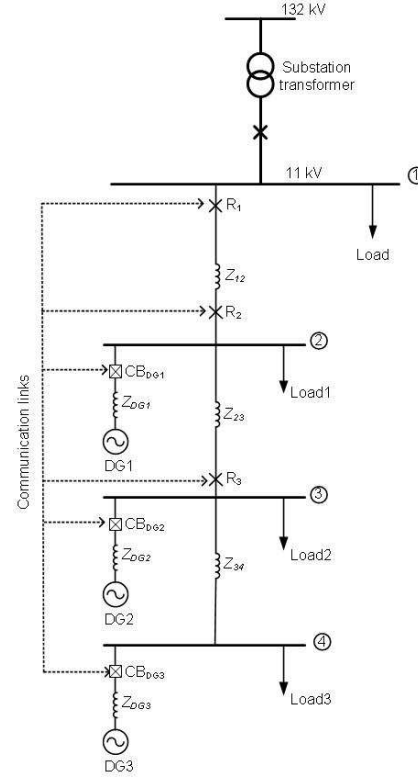 132 kV
Substation
transformer
11 kV
1
R1
Load
Z12
R2
2
CBDG1
ZDG1
Load1
Z23
DG1
Communication links
R3
3
CBDG2
ZDG2
Load2
Z34
DG2
4
CBDG3
ZDG3
Load3
DG3